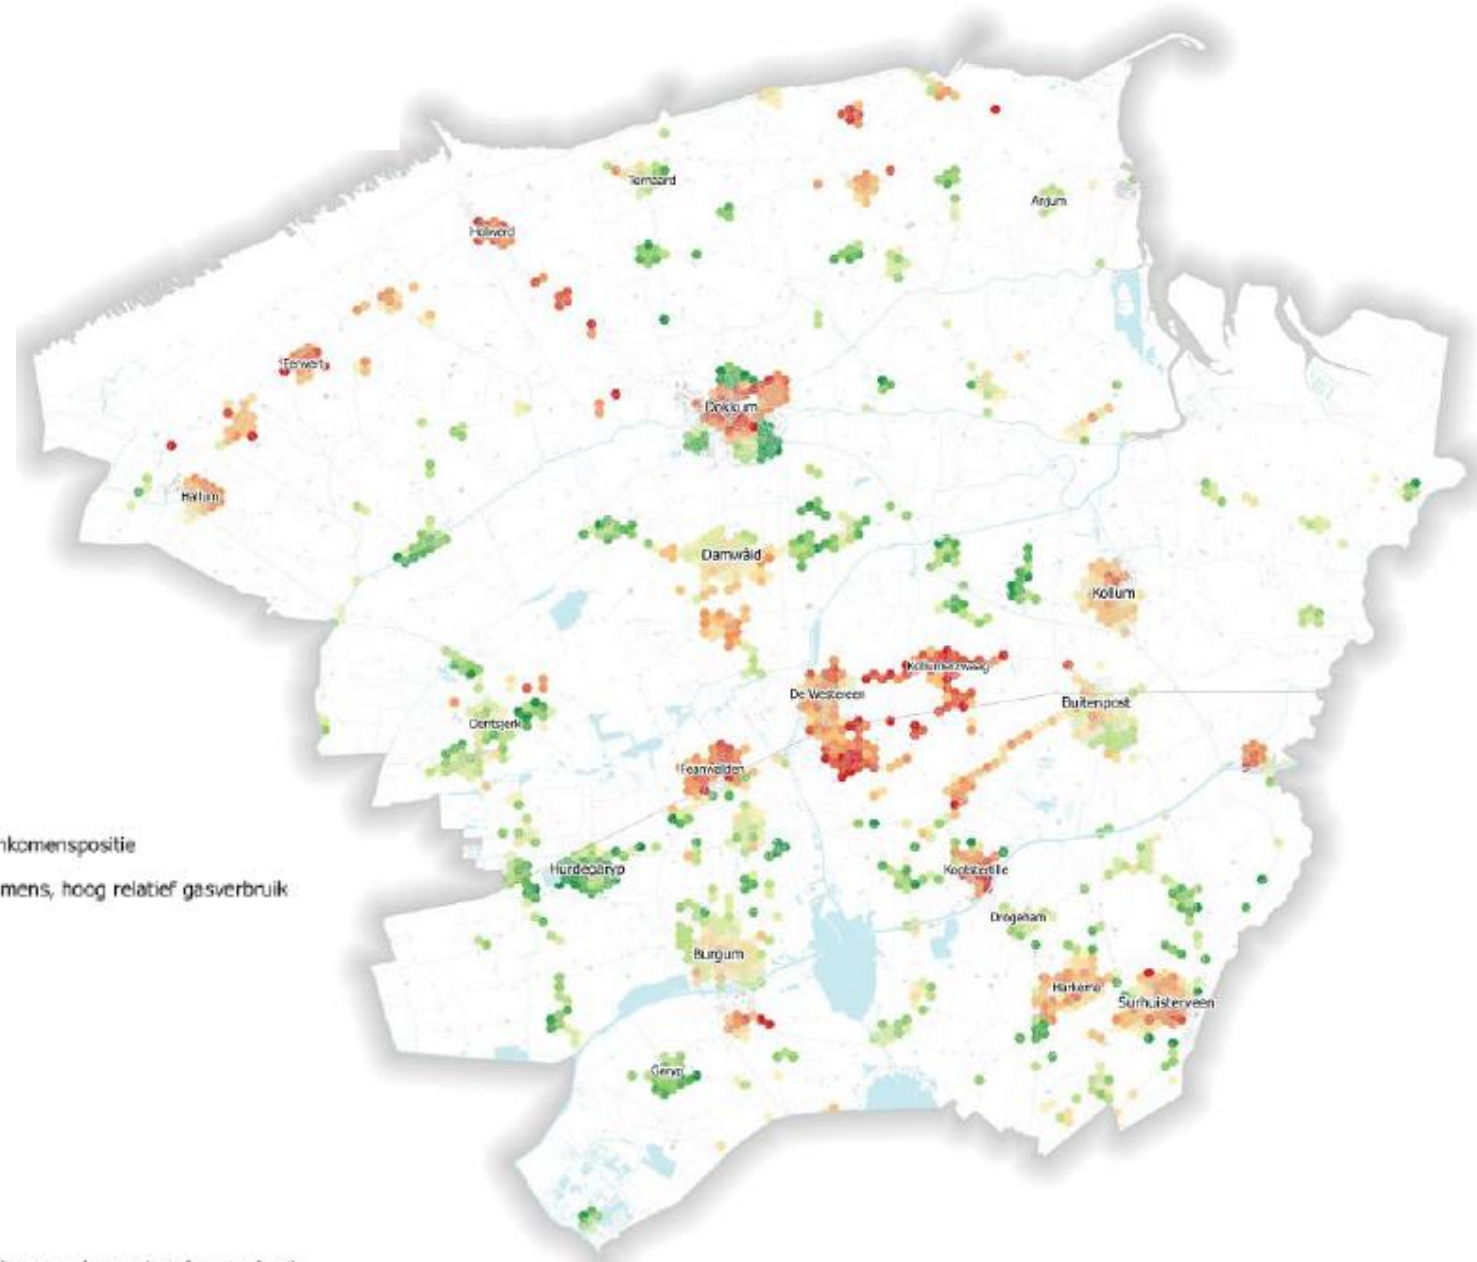 Ternaard
Anjum
Holwerd
Ferwert
Dokkum
Hallum
Damwâld
Kollum
Kollumerzwaag
De Westereen
Buitenpost
Oentsjerk
Feanwâlden
nkomenspositie
Hurdegaryp
Kootstertille
mens, hoog relatief gasverbruik
Drogeham
Burgum
Harkema
Surhuisterveen
Garyp